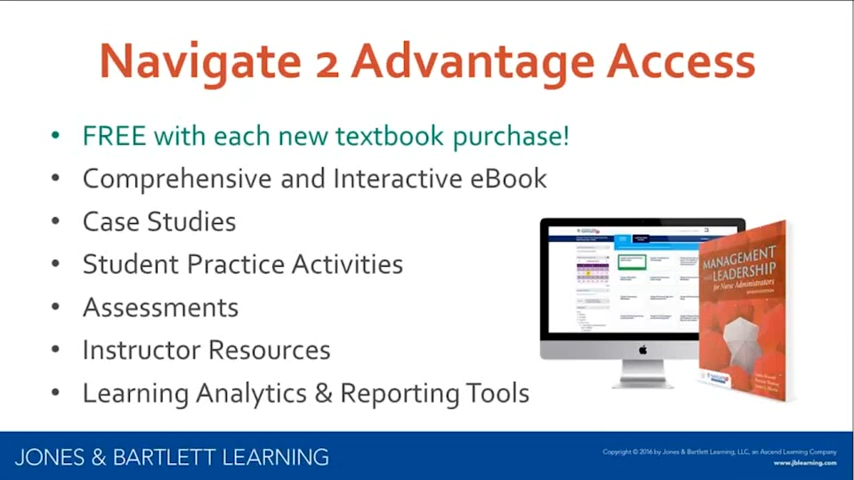 Navigate 2 Advantage Access
• FREE with each new textbook purchase!
• Comprehensive and Interactive eBook
• Case Studies
• Student Practice Activities
• Assessments
• Instructor Resources
• Learning Analytics & Reporting Tools
MANAGEMENT
AND LEADERSHIP
for Nurse Administrators
JONES & BARTLETT LEARNING
Copyright © 2016 by Jones & Bartlett Learning, LLC, an Ascend Learning Company
www.jblearning.com